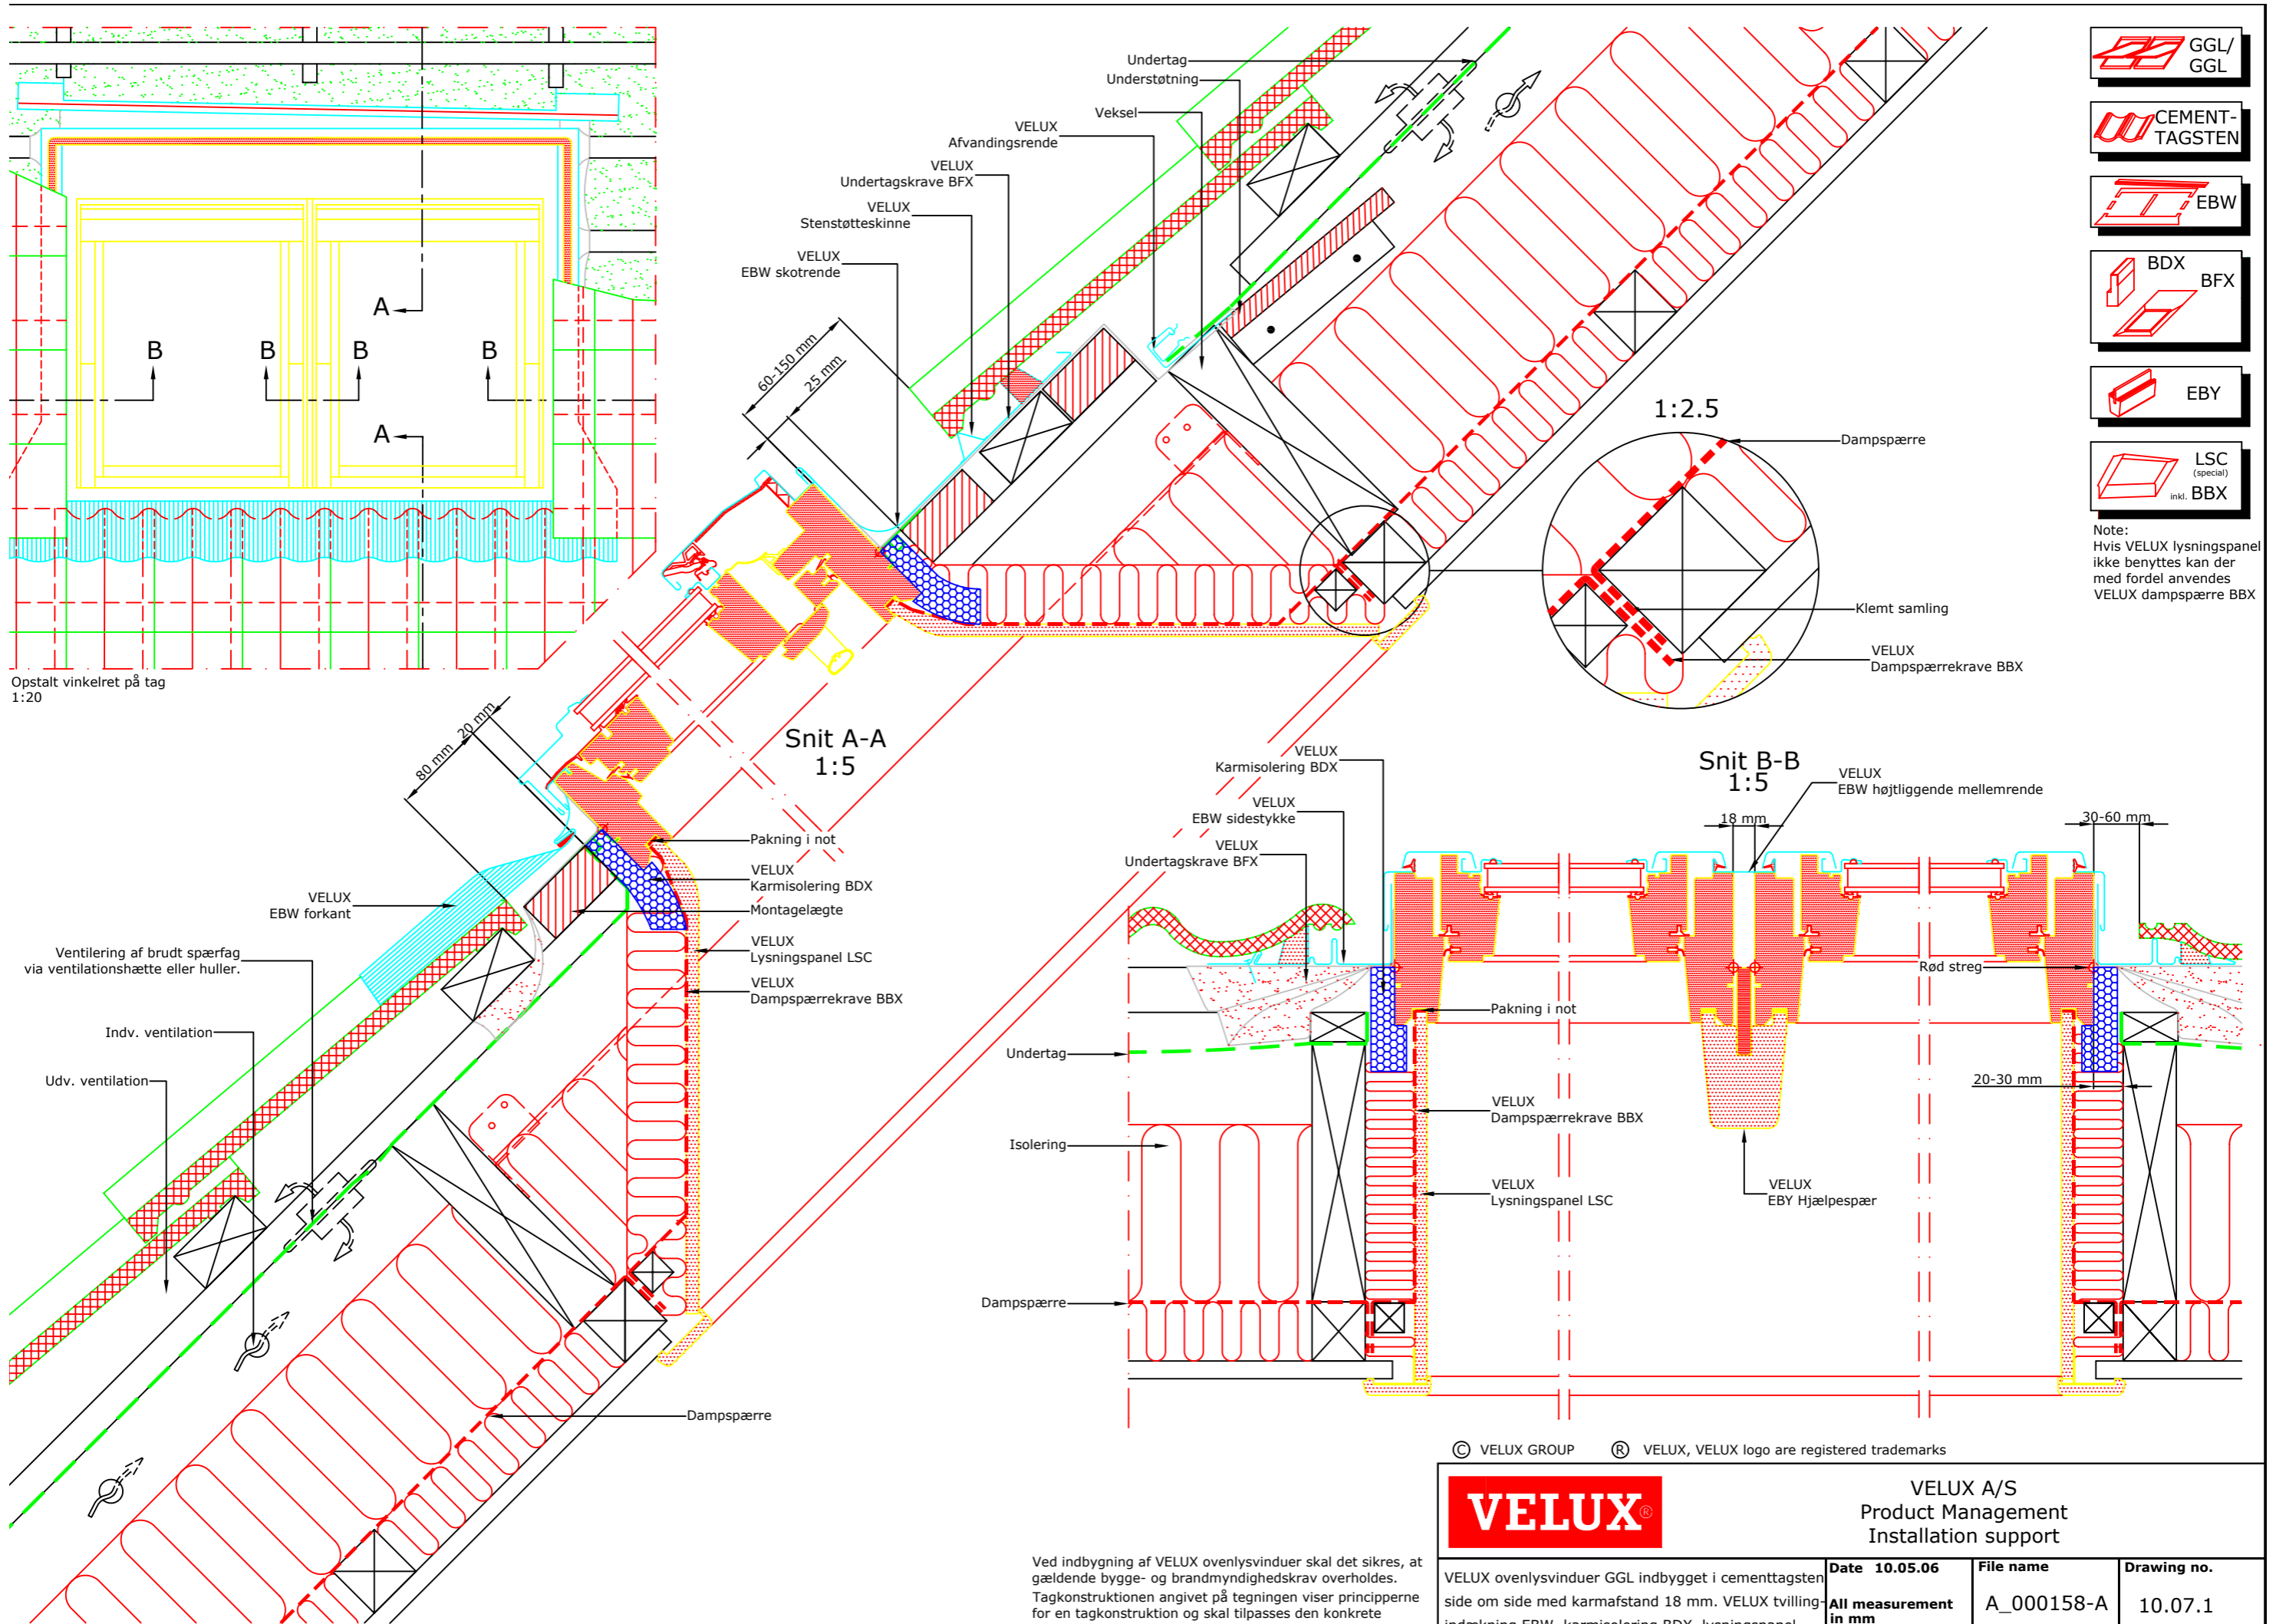 GGL/
GGL
CEMENT-
TAGSTEN
EBW
BDX
BFX
EBY
LSC
(special)
inkl. BBX
Note:
Hvis VELUX lysningspanel
ikke benyttes kan der
med fordel anvendes
VELUX dampspærre BBX
Undertag
Understøtning
Veksel
VELUX
Afvandingsrende
VELUX
Undertagskrave BFX
VELUX
Stenstøtteskinne
VELUX
EBW skotrende
60-150 mm
25 mm
A
B
B
B
B
A
Opstalt vinkelret på tag
1:20
1:2.5
Dampspærre
Klemt samling
VELUX
Dampspærrekrave BBX
Snit A-A
1:5
80 mm
20 mm
Pakning i not
VELUX
Karmisolering BDX
Montagelægte
VELUX
Lysningspanel LSC
VELUX
Dampspærrekrave BBX
VELUX
EBW forkant
Ventilering af brudt spærfag
via ventilationshætte eller huller.
Indv. ventilation
Udv. ventilation
Dampspærre
Snit B-B
1:5
VELUX
Karmisolering BDX
VELUX
EBW sidestykke
VELUX
Undertagskrave BFX
VELUX
EBW højtliggende mellemrende
18 mm
30-60 mm
Rød streg
Pakning i not
Undertag
20-30 mm
VELUX
Dampspærrekrave BBX
Isolering
VELUX
Lysningspanel LSC
VELUX
EBY Hjælpespær
Dampspærre
© VELUX GROUP ® VELUX, VELUX logo are registered trademarks
VELUX®
VELUX A/S
Product Management
Installation support
Ved indbygning af VELUX ovenlysvinduer skal det sikres, at
gældende bygge- og brandmyndighedskrav overholdes.
Tagkonstruktionen angivet på tegningen viser principperne
for en tagkonstruktion og skal tilpasses den konkrete
VELUX ovenlysvinduer GGL indbygget i cementtagsten
side om side med karmafstand 18 mm. VELUX tvilling-
inddækning EBW, karmisolering BDX, lysningspanel
Date 10.05.06
All measurement
in mm
File name
A_000158-A
Drawing no.
10.07.1